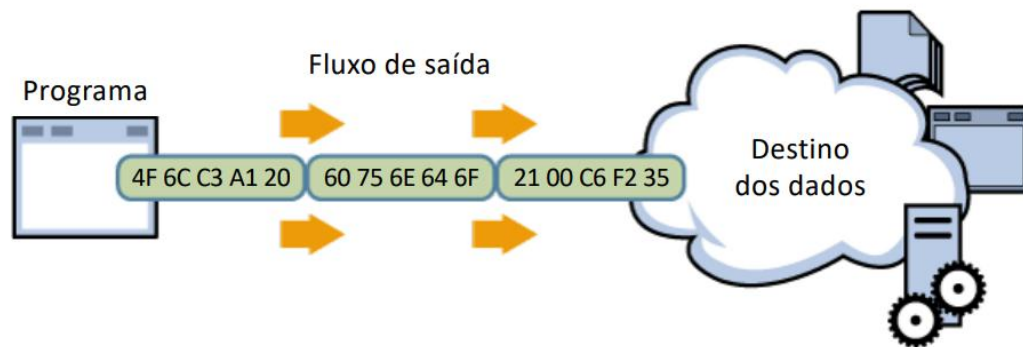 Fluxo de saída
Programa
4F 6C C3 A1 20
60 75 6E 64 6F
21 00 C6 F2 35
Destino
dos dados